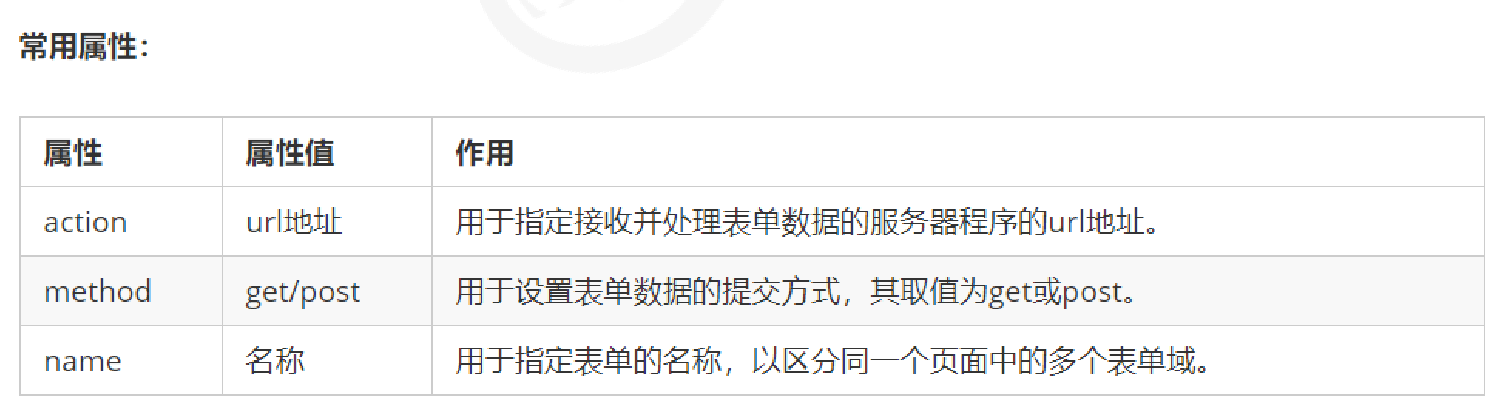 常用属性：
属性 属性值 作用
action url地址 用于指定接收并处理表单数据的服务器程序的url地址。
method get/post 用于设置表单数据的提交方式，其取值为get或post。
name 名称 用于指定表单的名称，以区分同一个页面中的多个表单域。